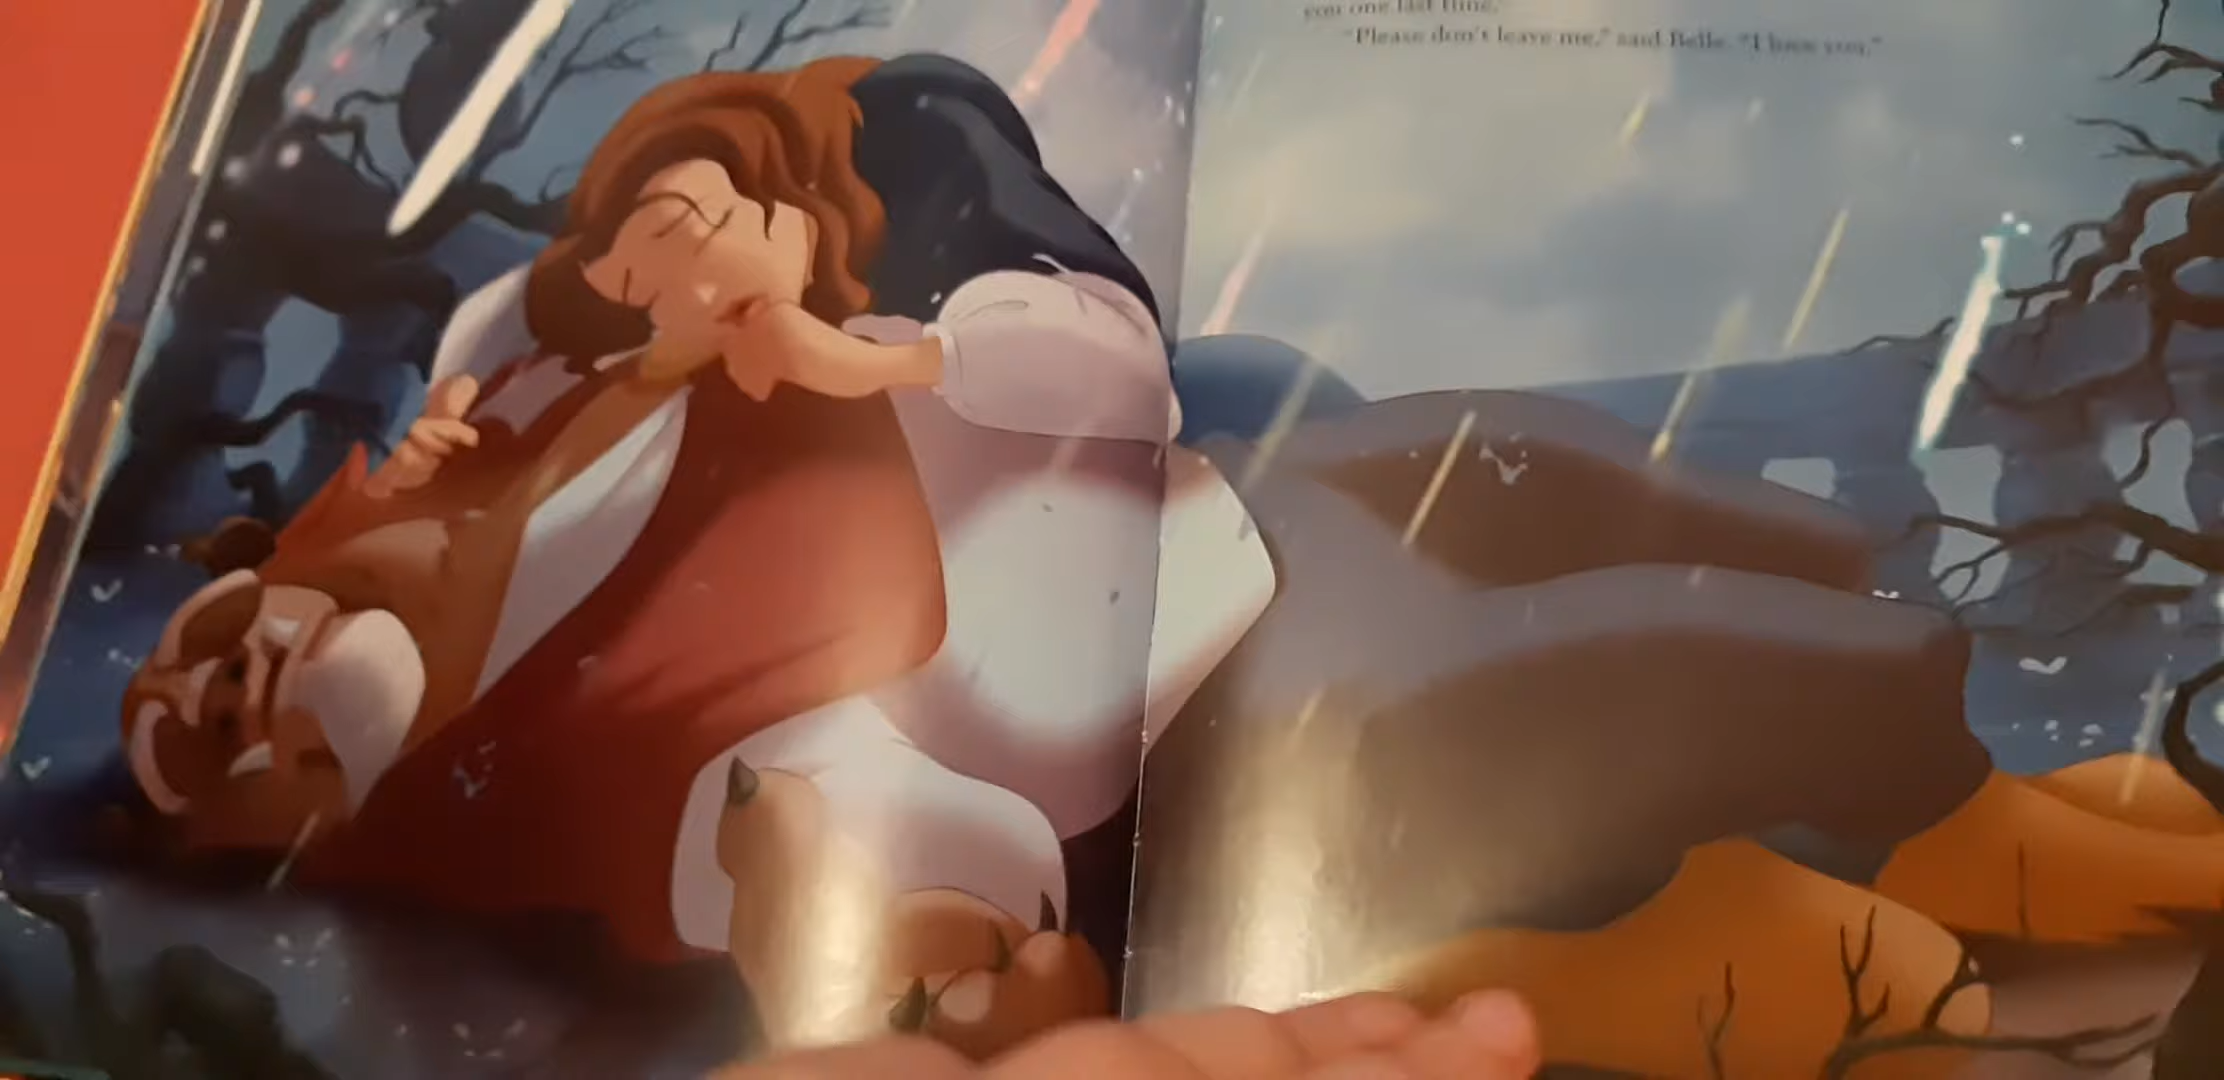 you one last time."
"Please don't leave me," said Belle. "I love you."